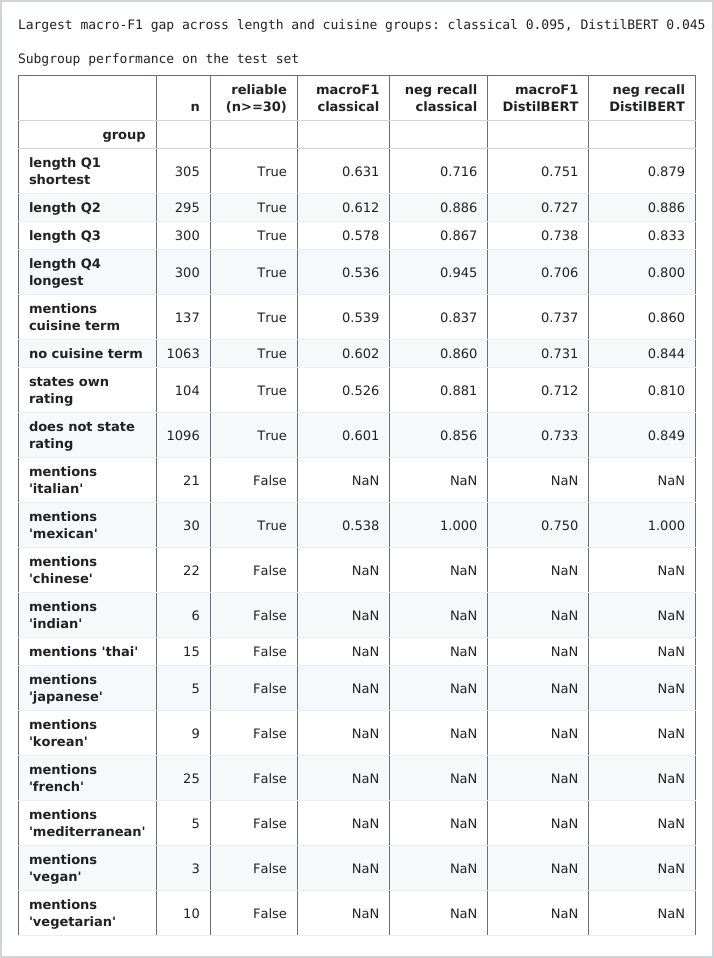 Largest macro-F1 gap across length and cuisine groups: classical 0.095, DistilBERT 0.045
Subgroup performance on the test set
n reliable (n>=30) macroF1 classical neg recall classical macroF1 DistilBERT neg recall DistilBERT
group
length Q1 shortest 305 True 0.631 0.716 0.751 0.879
length Q2 295 True 0.612 0.886 0.727 0.886
length Q3 300 True 0.578 0.867 0.738 0.833
length Q4 longest 300 True 0.536 0.945 0.706 0.800
mentions cuisine term 137 True 0.539 0.837 0.737 0.860
no cuisine term 1063 True 0.602 0.860 0.731 0.844
states own rating 104 True 0.526 0.881 0.712 0.810
does not state rating 1096 True 0.601 0.856 0.733 0.849
mentions 'italian' 21 False NaN NaN NaN NaN
mentions 'mexican' 30 True 0.538 1.000 0.750 1.000
mentions 'chinese' 22 False NaN NaN NaN NaN
mentions 'indian' 6 False NaN NaN NaN NaN
mentions 'thai' 15 False NaN NaN NaN NaN
mentions 'japanese' 5 False NaN NaN NaN NaN
mentions 'korean' 9 False NaN NaN NaN NaN
mentions 'french' 25 False NaN NaN NaN NaN
mentions 'mediterranean' 5 False NaN NaN NaN NaN
mentions 'vegan' 3 False NaN NaN NaN NaN
mentions 'vegetarian' 10 False NaN NaN NaN NaN